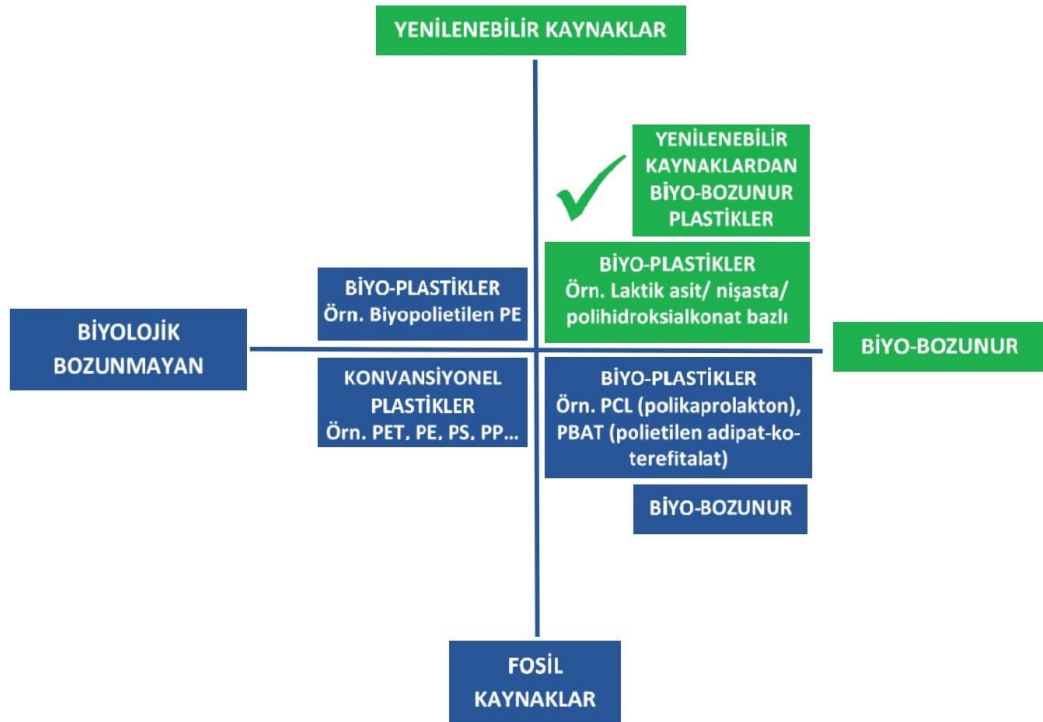 YENİLENEBİLİR KAYNAKLAR
YENİLENEBİLİR
KAYNAKLARDAN
BİYO-BOZUNUR
PLASTİKLER
BİYO-PLASTİKLER
Örn. Biyopolietilen PE
BİYO-PLASTİKLER
Örn. Laktik asit/ nişasta/
polihidroksialkonat bazlı
BİYOLOJİK
BOZUNMAYAN
BİYO-BOZUNUR
KONVANSİYONEL
PLASTİKLER
Örn. PET, PE, PS, PP...
BİYO-PLASTİKLER
Örn. PCL (polikaprolakton),
PBAT (polietilen adipat-ko-
terefitalat)
BİYO-BOZUNUR
FOSİL
KAYNAKLAR